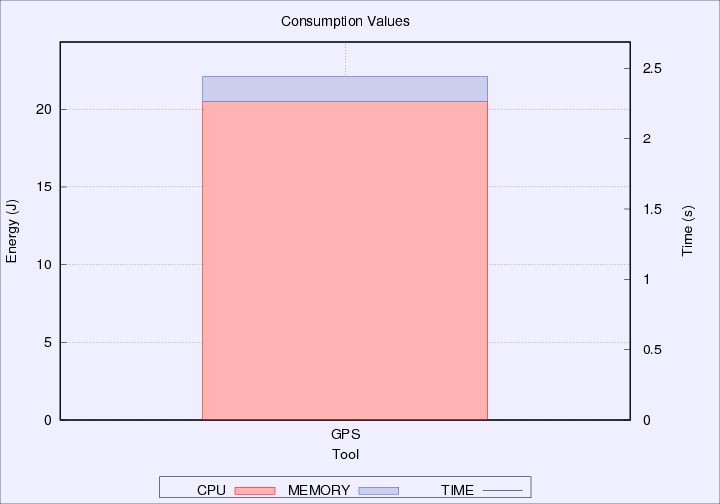 Consumption Values
Energy (J)
20
15
10
5
0
2.5
2
1.5
1
0.5
0
Time (s)
GPS
Tool
CPU MEMORY TIME